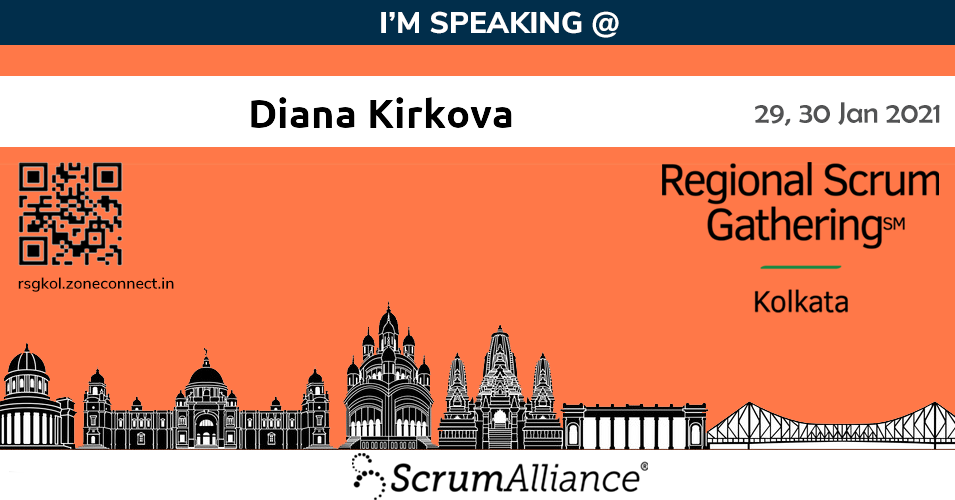 I'M SPEAKING @
Diana Kirkova
29, 30 Jan 2021
rsgkol.zoneconnect.in
Regional Scrum
Gathering℠
Kolkata
ScrumAlliance®